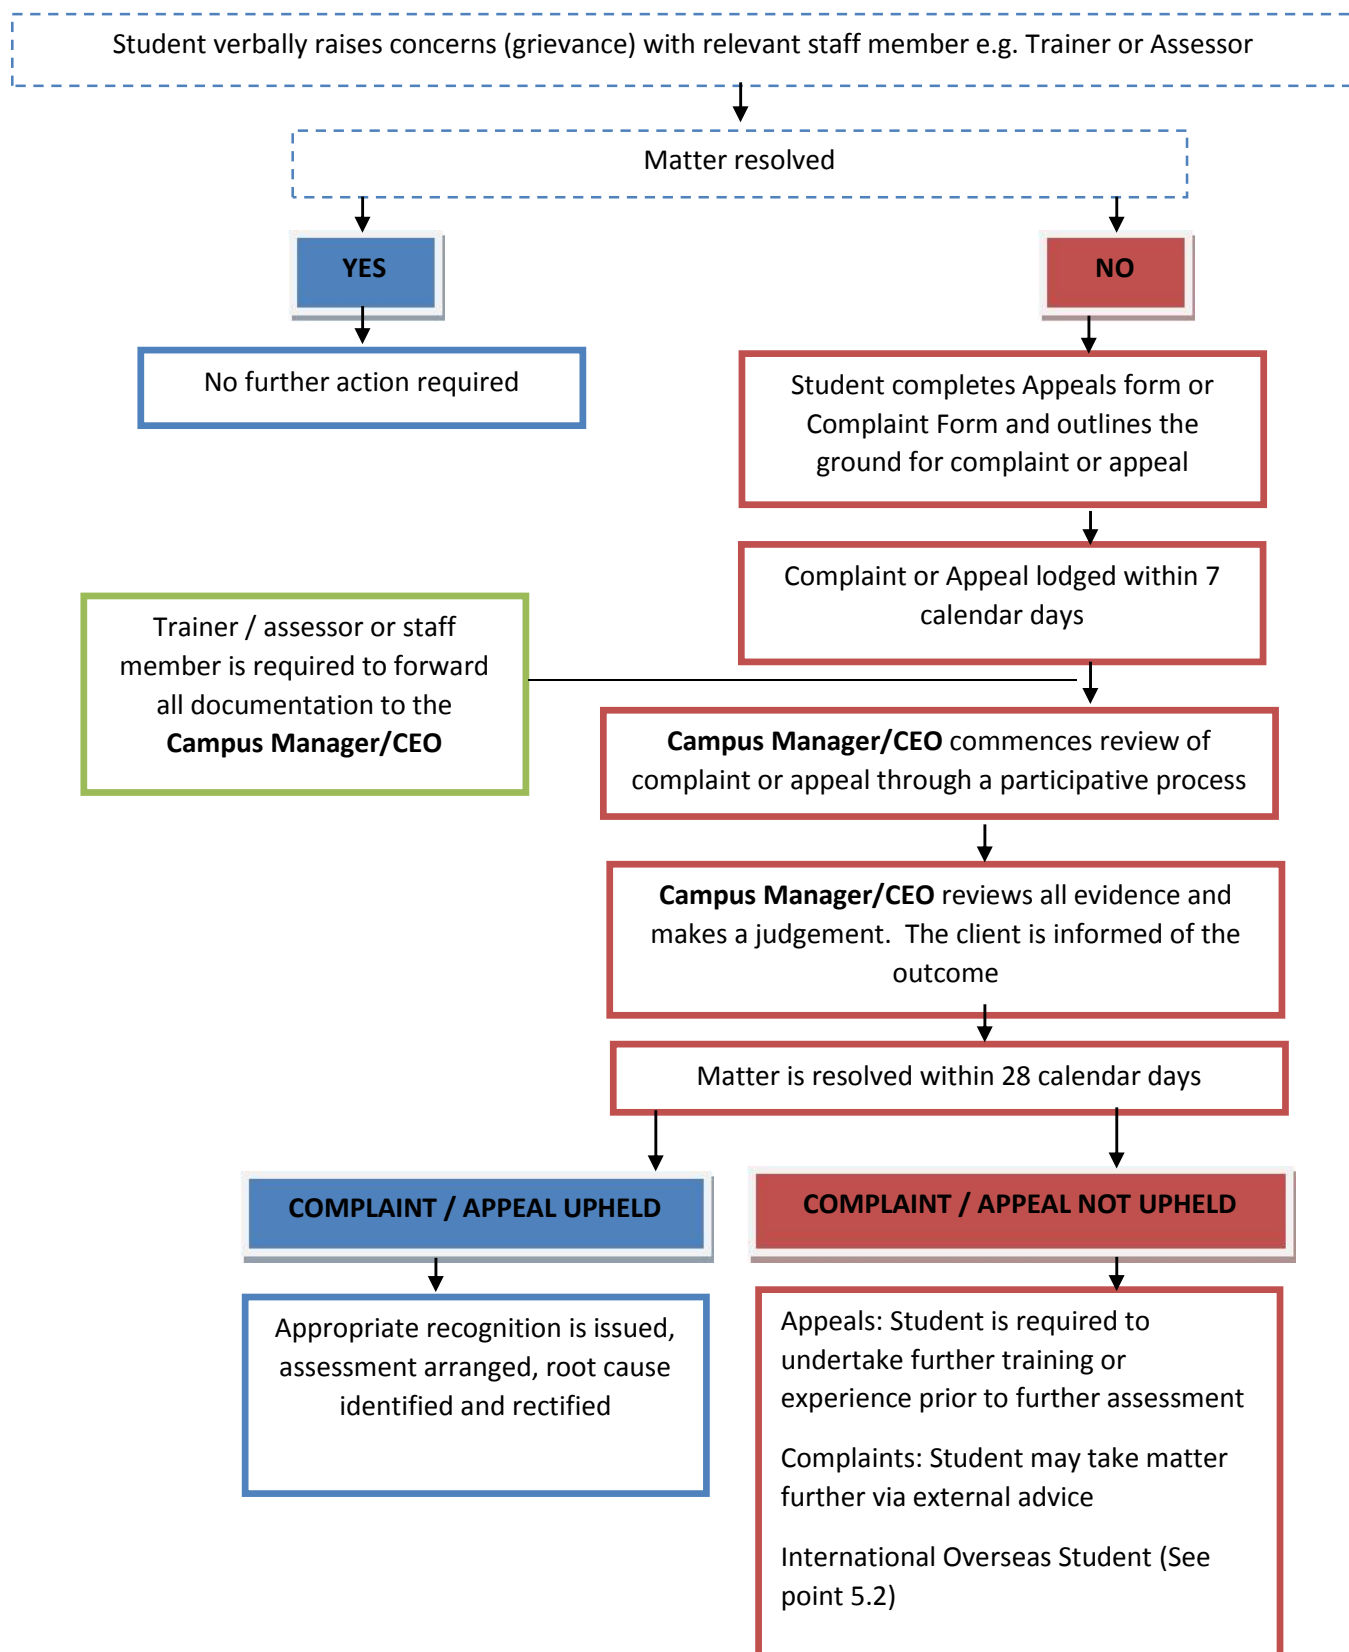 Student verbally raises concerns (grievance) with relevant staff member e.g. Trainer or Assessor
Matter resolved
YES
NO
No further action required
Student completes Appeals form or
Complaint Form and outlines the
ground for complaint or appeal
Complaint or Appeal lodged within 7
calendar days
Trainer / assessor or staff
member is required to forward
all documentation to the
Campus Manager/CEO
Campus Manager/CEO commences review of
complaint or appeal through a participative process
Campus Manager/CEO reviews all evidence and
makes a judgement.  The client is informed of the
outcome
Matter is resolved within 28 calendar days
COMPLAINT / APPEAL UPHELD
COMPLAINT / APPEAL NOT UPHELD
Appropriate recognition is issued,
assessment arranged, root cause
identified and rectified
Appeals: Student is required to
undertake further training or
experience prior to further assessment
Complaints: Student may take matter
further via external advice
International Overseas Student (See
point 5.2)